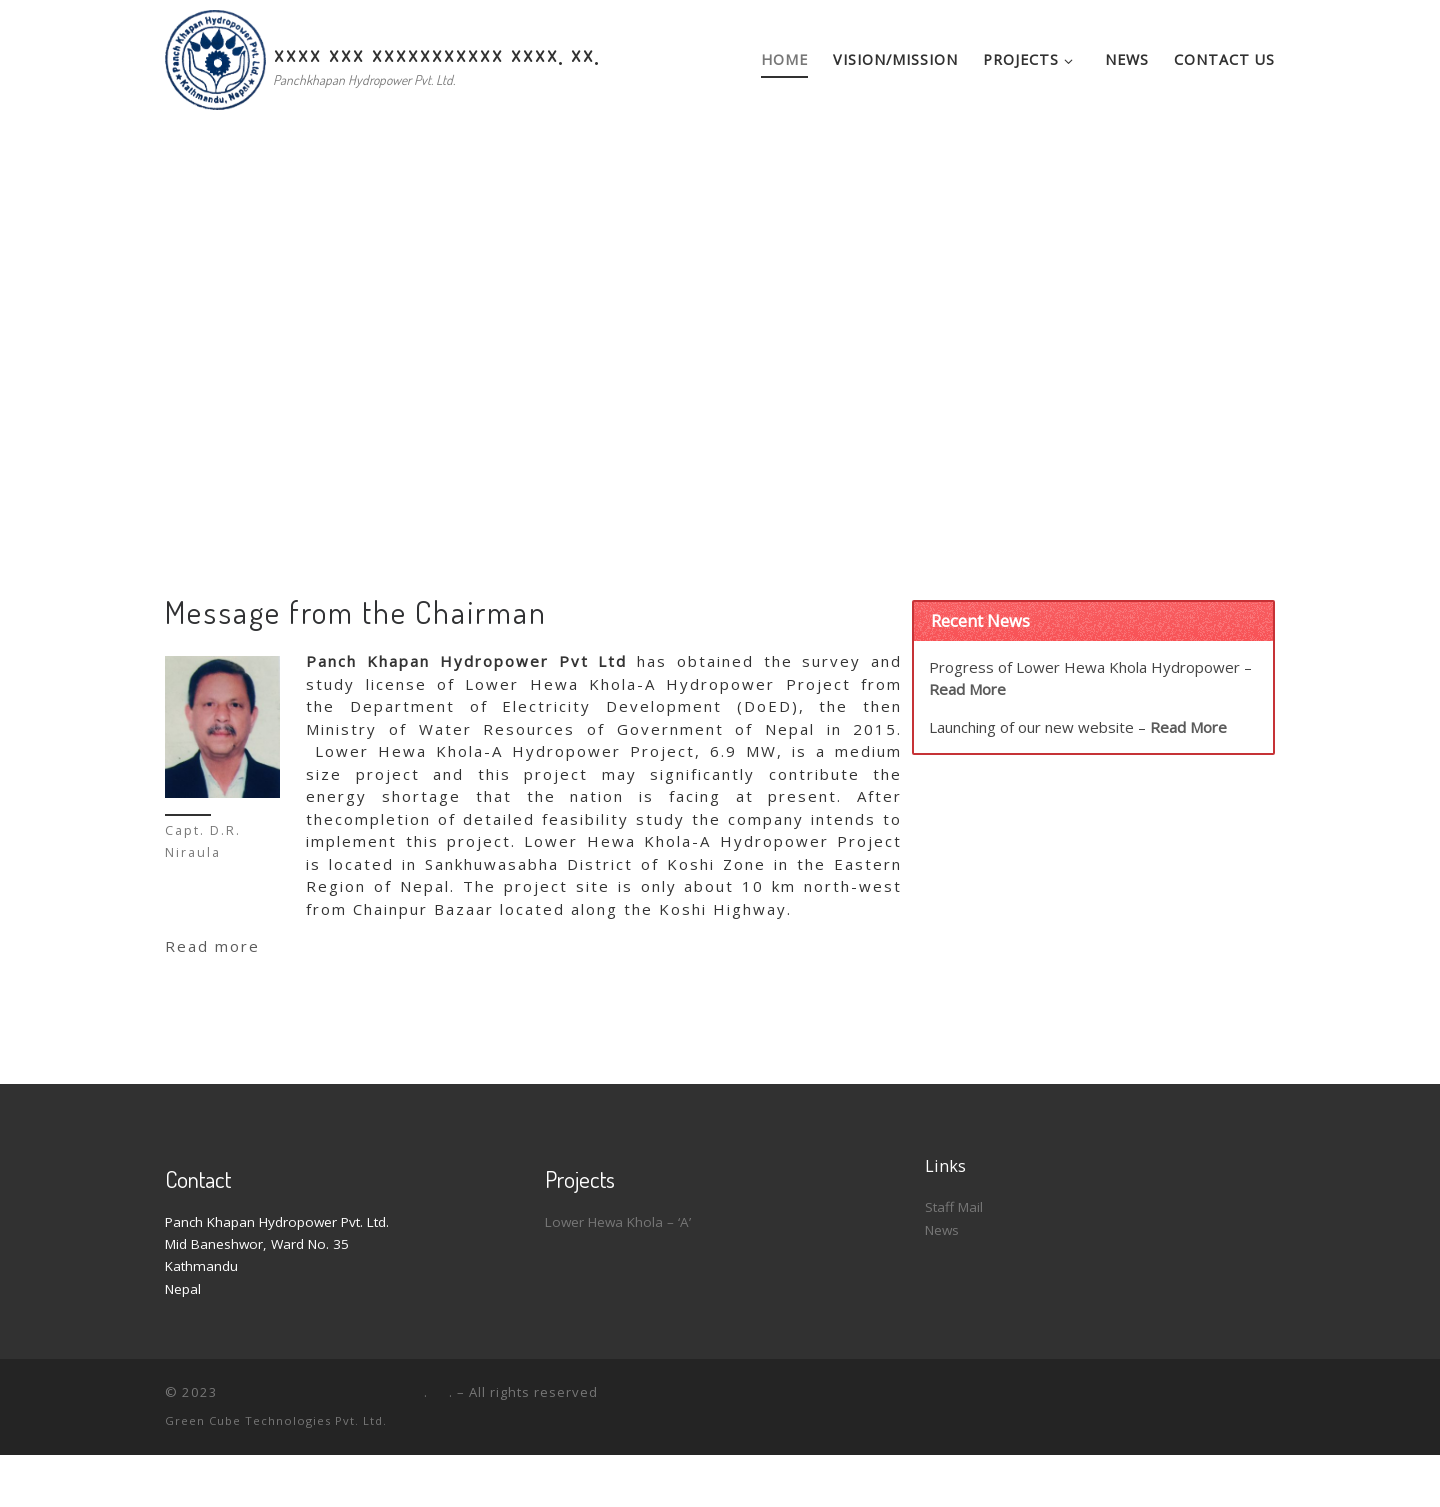 Panch Khapan Hydropower Pvt. Ltd.
Kathmandu, Nepal
Panchkhapan Hydropower Pvt. Ltd.
HOME
VISION/MISSION
PROJECTS
NEWS
CONTACT US
Message from the Chairman
Capt. D.R.
Niraula
Panch Khapan Hydropower Pvt Ltd has obtained the survey and
study license of Lower Hewa Khola-A Hydropower Project from
the Department of Electricity Development (DoED), the then
Ministry of Water Resources of Government of Nepal in 2015.
Lower Hewa Khola-A Hydropower Project, 6.9 MW, is a medium
size project and this project may significantly contribute the
energy shortage that the nation is facing at present. After
thecompletion of detailed feasibility study the company intends to
implement this project. Lower Hewa Khola-A Hydropower Project
is located in Sankhuwasabha District of Koshi Zone in the Eastern
Region of Nepal. The project site is only about 10 km north-west
from Chainpur Bazaar located along the Koshi Highway.
Read more
Recent News
Progress of Lower Hewa Khola Hydropower –
Read More
Launching of our new website – Read More
Contact
Panch Khapan Hydropower Pvt. Ltd.
Mid Baneshwor, Ward No. 35
Kathmandu
Nepal
Projects
Lower Hewa Khola – ‘A’
Links
Staff Mail
News
© 2023 . . – All rights reserved
Green Cube Technologies Pvt. Ltd.